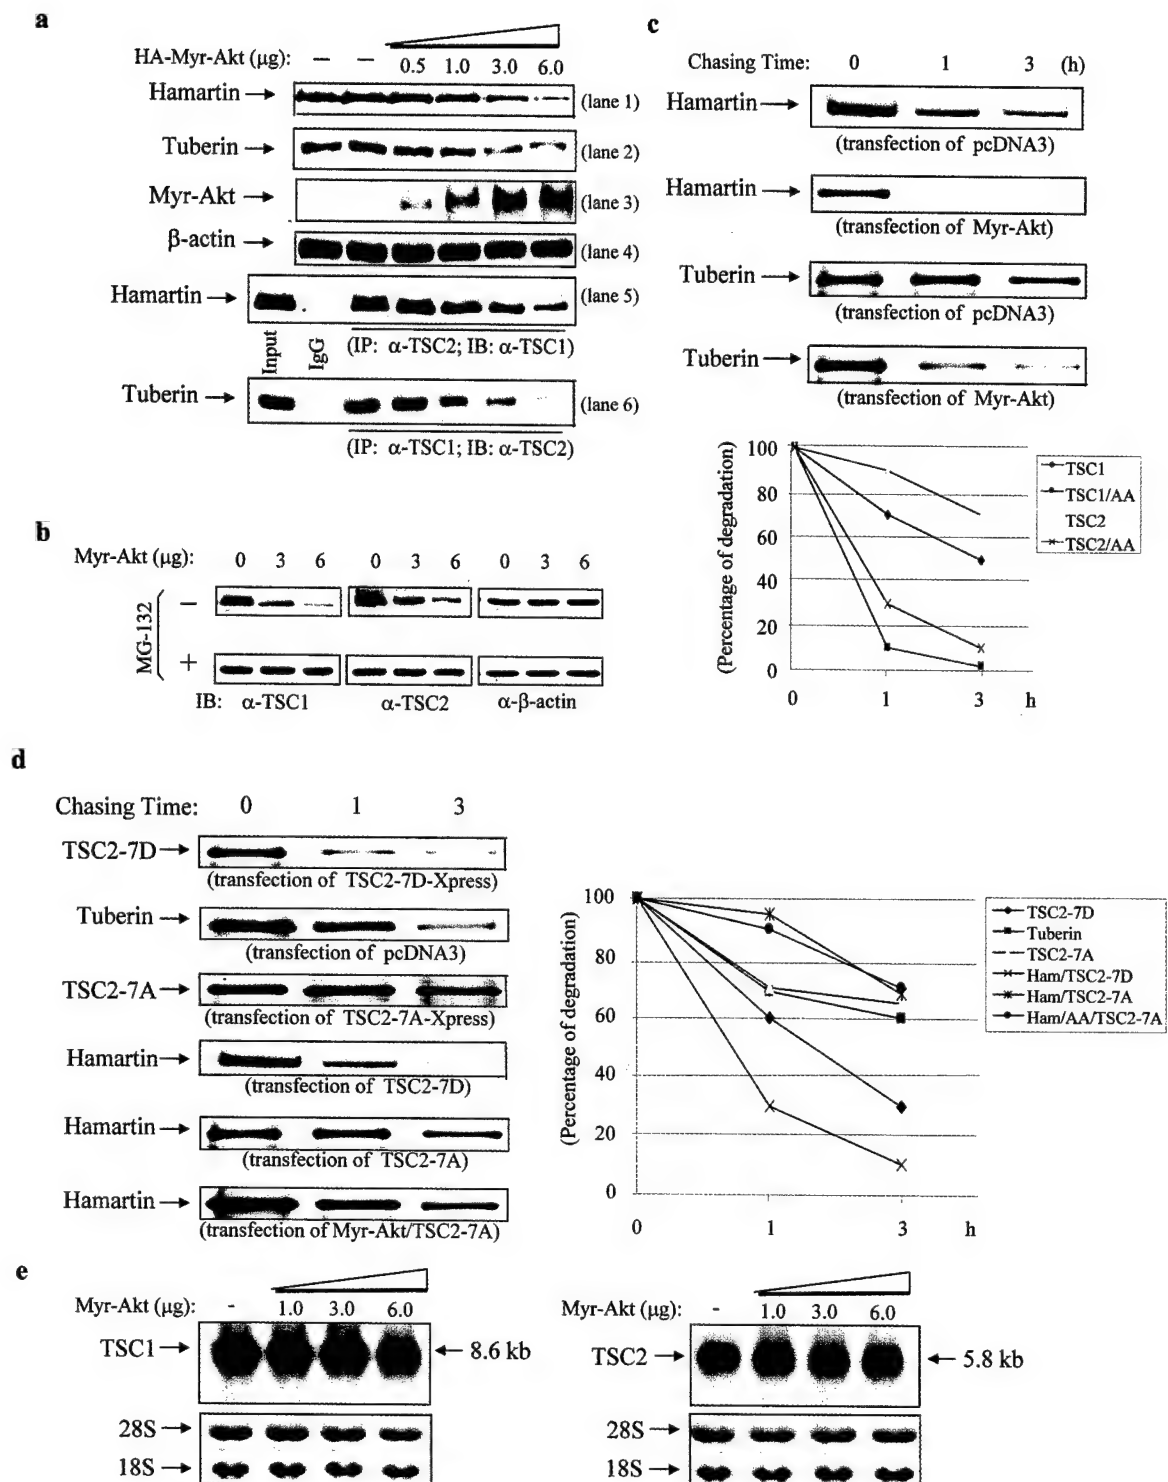 a
HA-Myr-Akt (μg): – – 0.5 1.0 3.0 6.0
Hamartin → (lane 1)
Tuberin → (lane 2)
Myr-Akt → (lane 3)
β-actin → (lane 4)
Hamartin → (lane 5)
Input IgG (IP: α-TSC2; IB: α-TSC1)
Tuberin → (lane 6)
(IP: α-TSC1; IB: α-TSC2)
b
Myr-Akt (μg): 0 3 6 0 3 6 0 3 6
MG-132
–
+
IB: α-TSC1 α-TSC2 α-β-actin
c
Chasing Time: 0 1 3 (h)
Hamartin →
(transfection of pcDNA3)
Hamartin →
(transfection of Myr-Akt)
Tuberin →
(transfection of pcDNA3)
Tuberin →
(transfection of Myr-Akt)
(Percentage of degradation)
100
80
60
40
20
0
0 1 3 h
TSC1
TSC1/AA
TSC2
TSC2/AA
d
Chasing Time: 0 1 3
TSC2-7D →
(transfection of TSC2-7D-Xpress)
Tuberin →
(transfection of pcDNA3)
TSC2-7A →
(transfection of TSC2-7A-Xpress)
Hamartin →
(transfection of TSC2-7D)
Hamartin →
(transfection of TSC2-7A)
Hamartin →
(transfection of Myr-Akt/TSC2-7A)
(Percentage of degradation)
100
80
60
40
20
0
0 1 3 h
TSC2-7D
Tuberin
TSC2-7A
Ham/TSC2-7D
Ham/TSC2-7A
Ham/AA/TSC2-7A
e
Myr-Akt (μg): - 1.0 3.0 6.0
TSC1 → ← 8.6 kb
28S →
18S →
Myr-Akt (μg): - 1.0 3.0 6.0
TSC2 → ← 5.8 kb
28S →
18S →